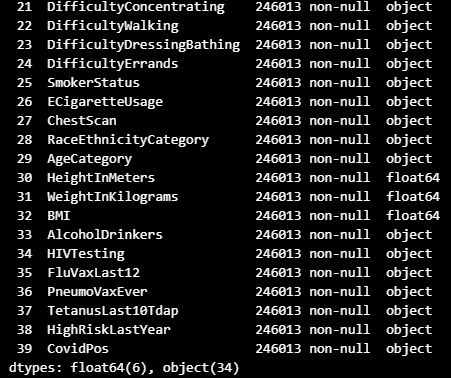 21 DifficultyConcentrating 246013 non-null object
22 DifficultyWalking 246013 non-null object
23 DifficultyDressingBathing 246013 non-null object
24 DifficultyErrands 246013 non-null object
25 SmokerStatus 246013 non-null object
26 ECigaretteUsage 246013 non-null object
27 ChestScan 246013 non-null object
28 RaceEthnicityCategory 246013 non-null object
29 AgeCategory 246013 non-null object
30 HeightInMeters 246013 non-null float64
31 WeightInKilograms 246013 non-null float64
32 BMI 246013 non-null float64
33 AlcoholDrinkers 246013 non-null object
34 HIVTesting 246013 non-null object
35 FluVaxLast12 246013 non-null object
36 PneumoVaxEver 246013 non-null object
37 TetanusLast10Tdap 246013 non-null object
38 HighRiskLastYear 246013 non-null object
39 CovidPos 246013 non-null object
dtypes: float64(6), object(34)